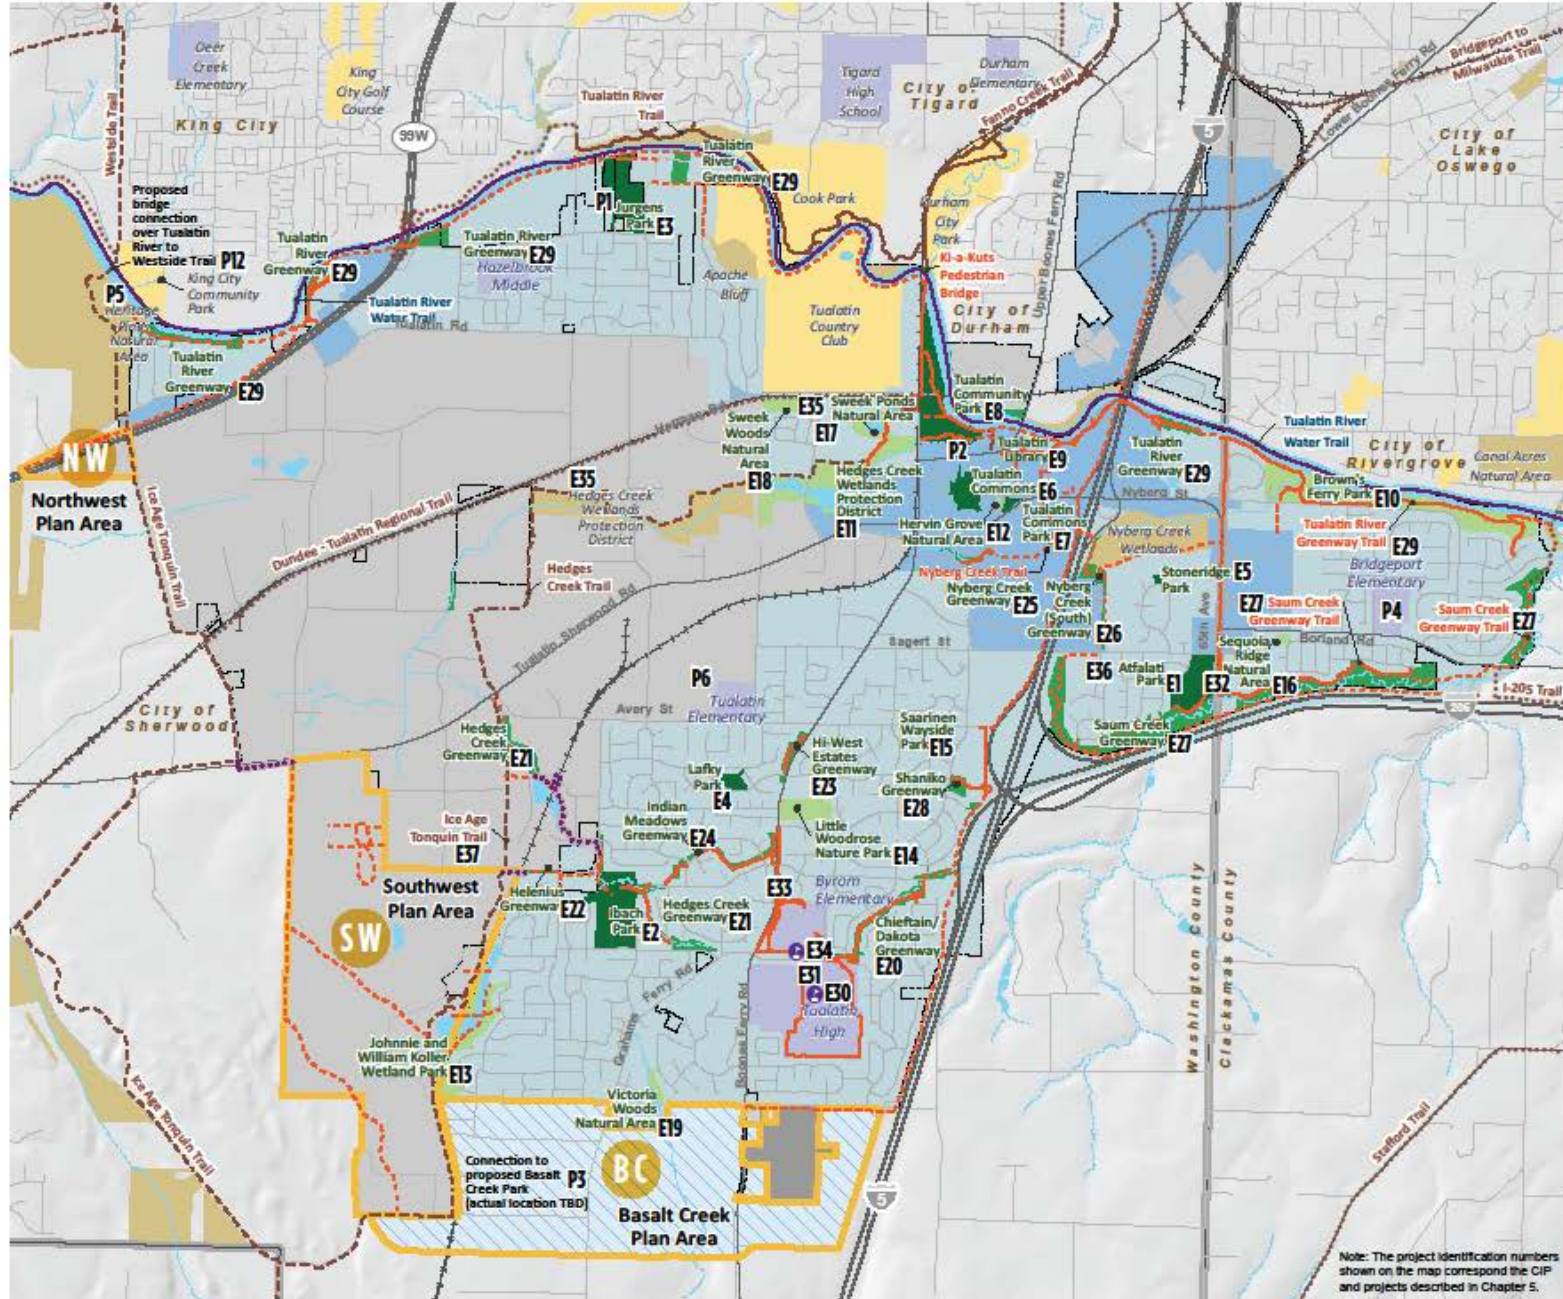 Deer
Creek
Elementary
King
City Golf
Course
King City
99W
Tualatin River
Trail
Tigard
High
School
Durham
Elementary
City of
Tigard
Fanno Creek Trail
5
Bridgeport to
Milwaukie Trail
Lower Boones Ferry Rd
City of
Lake
Oswego
Westside Trail
Proposed
bridge
connection
over Tualatin
River to
Westside Trail P12
King City
Community
Park
P5
Heritage
Pine
Natural
Area
Tualatin
River
Greenway E29
Tualatin River
Water Trail
Tualatin Rd
Tualatin
River
Greenway E29
Tualatin River
Greenway E29
Hazelbrook
Middle
P1
Jurgens
Park E3
Tualatin
River
Greenway E29
Cook Park
Apache
Bluff
Tualatin
Country
Club
Durham
City
Park
Upper Boones Ferry Rd
Ki-a-Kuts
Pedestrian
Bridge
City of
Durham
NW
Northwest
Plan Area
Ice Age Tonquin Trail
Dundee - Tualatin Regional Trail
Herman Rd
E35
Hedges Creek
Wetlands
Protection
District
Hedges
Creek Trail
Tualatin Sherwood Rd
Sweek
Woods
Natural
Area
E18
E35
E17
Sweek Ponds
Natural Area
Hedges Creek
Wetlands
Protection
District
E11
Tualatin
Community
Park E8
P2
Tualatin
Library E9
Tualatin
Commons
E6
Hervin Grove
Natural Area E12
Tualatin
Commons
Park E7
Nyberg Creek Trail
Nyberg Creek
Greenway E25
Nyberg
Creek
(South)
Greenway E26
Tualatin
River
Greenway E29
Nyberg St
Nyberg Creek
Wetlands
Stoneridge
Park E5
Tualatin River
Water Trail
City of
Rivergrove
Canal Acres
Natural Area
Brown's
Ferry Park E10
Tualatin River
Greenway Trail
E29
Bridgeport
Elementary
P4
E27 Saum Creek
Greenway Trail
Saum Creek
Greenway Trail E27
65th Ave
Borland Rd
Sequoia
Ridge
Natural
Area E16
E36
Atfalati
Park E1
E32
Saum Creek
Greenway E27
I-205 Trail
205
Sagert St
P6
Tualatin
Elementary
Avery St
City of
Sherwood
Hedges
Creek
Greenway E21
Saarinen
Wayside
Park E15
Hi-West
Estates
Greenway
E23
Lafky
Park
E4
Shaniko
Greenway
E28
Indian
Meadows
Greenway E24
Little
Woodrose
Nature Park E14
Ice Age
Tonquin Trail
E37
Southwest
Plan Area
SW
Helenius
Greenway E22
Ibach
Park E2
Hedges Creek
Greenway E21
E33
Byrom
Elementary
Chieftain/
Dakota
Greenway
E20
E34
E31
E30
Tualatin
High
Grahams Ferry Rd
Boones Ferry Rd
Washington County
Clackamas County
Johnnie and
William Koller
Wetland Park E13
Victoria
Woods
Natural Area E19
Ice Age Tonquin Trail
Connection to
proposed Basalt
Creek Park
(actual location TBD)
P3
BC
Basalt Creek
Plan Area
5
Stafford Trail
Note: The project identification numbers
shown on the map correspond the CIP
and projects described in Chapter 5.